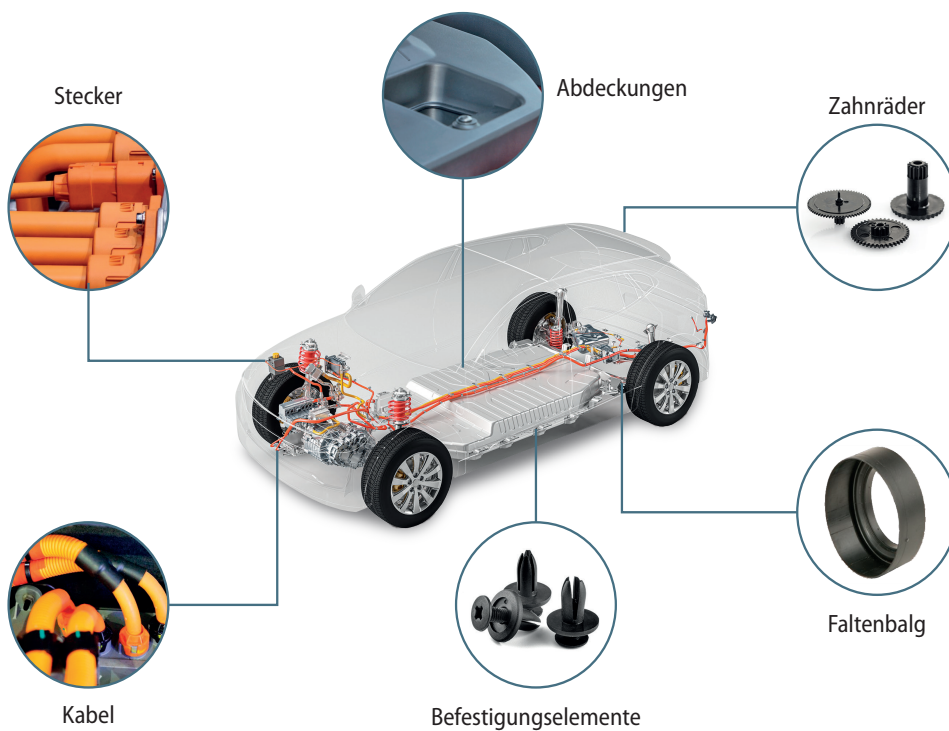 Stecker
Abdeckungen
Zahnräder
Faltenbalg
Kabel
Befestigungselemente